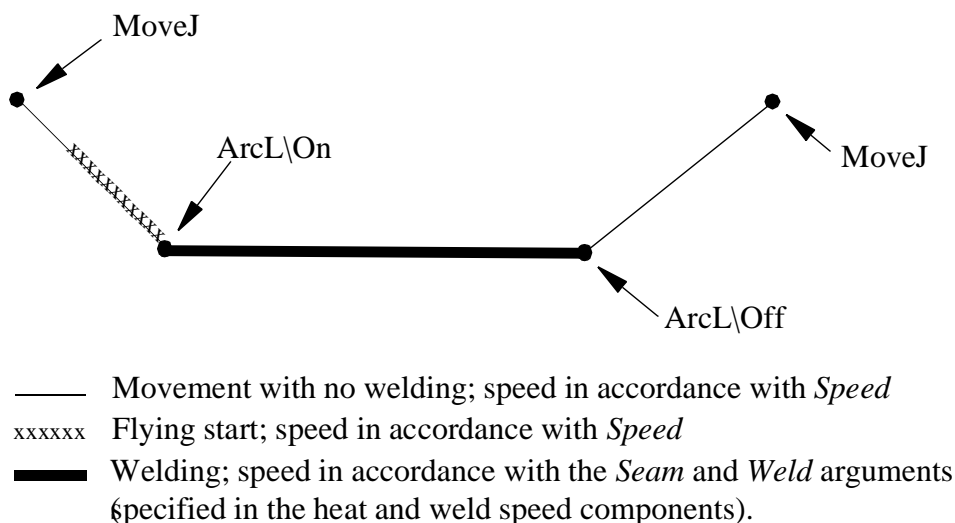 MoveJ
ArcL\On
MoveJ
xxxxxxxxxxx
ArcL\Off
Movement with no welding; speed in accordance with Speed
xxxxxx Flying start; speed in accordance with Speed
Welding; speed in accordance with the Seam and Weld arguments
(specified in the heat and weld speed components).